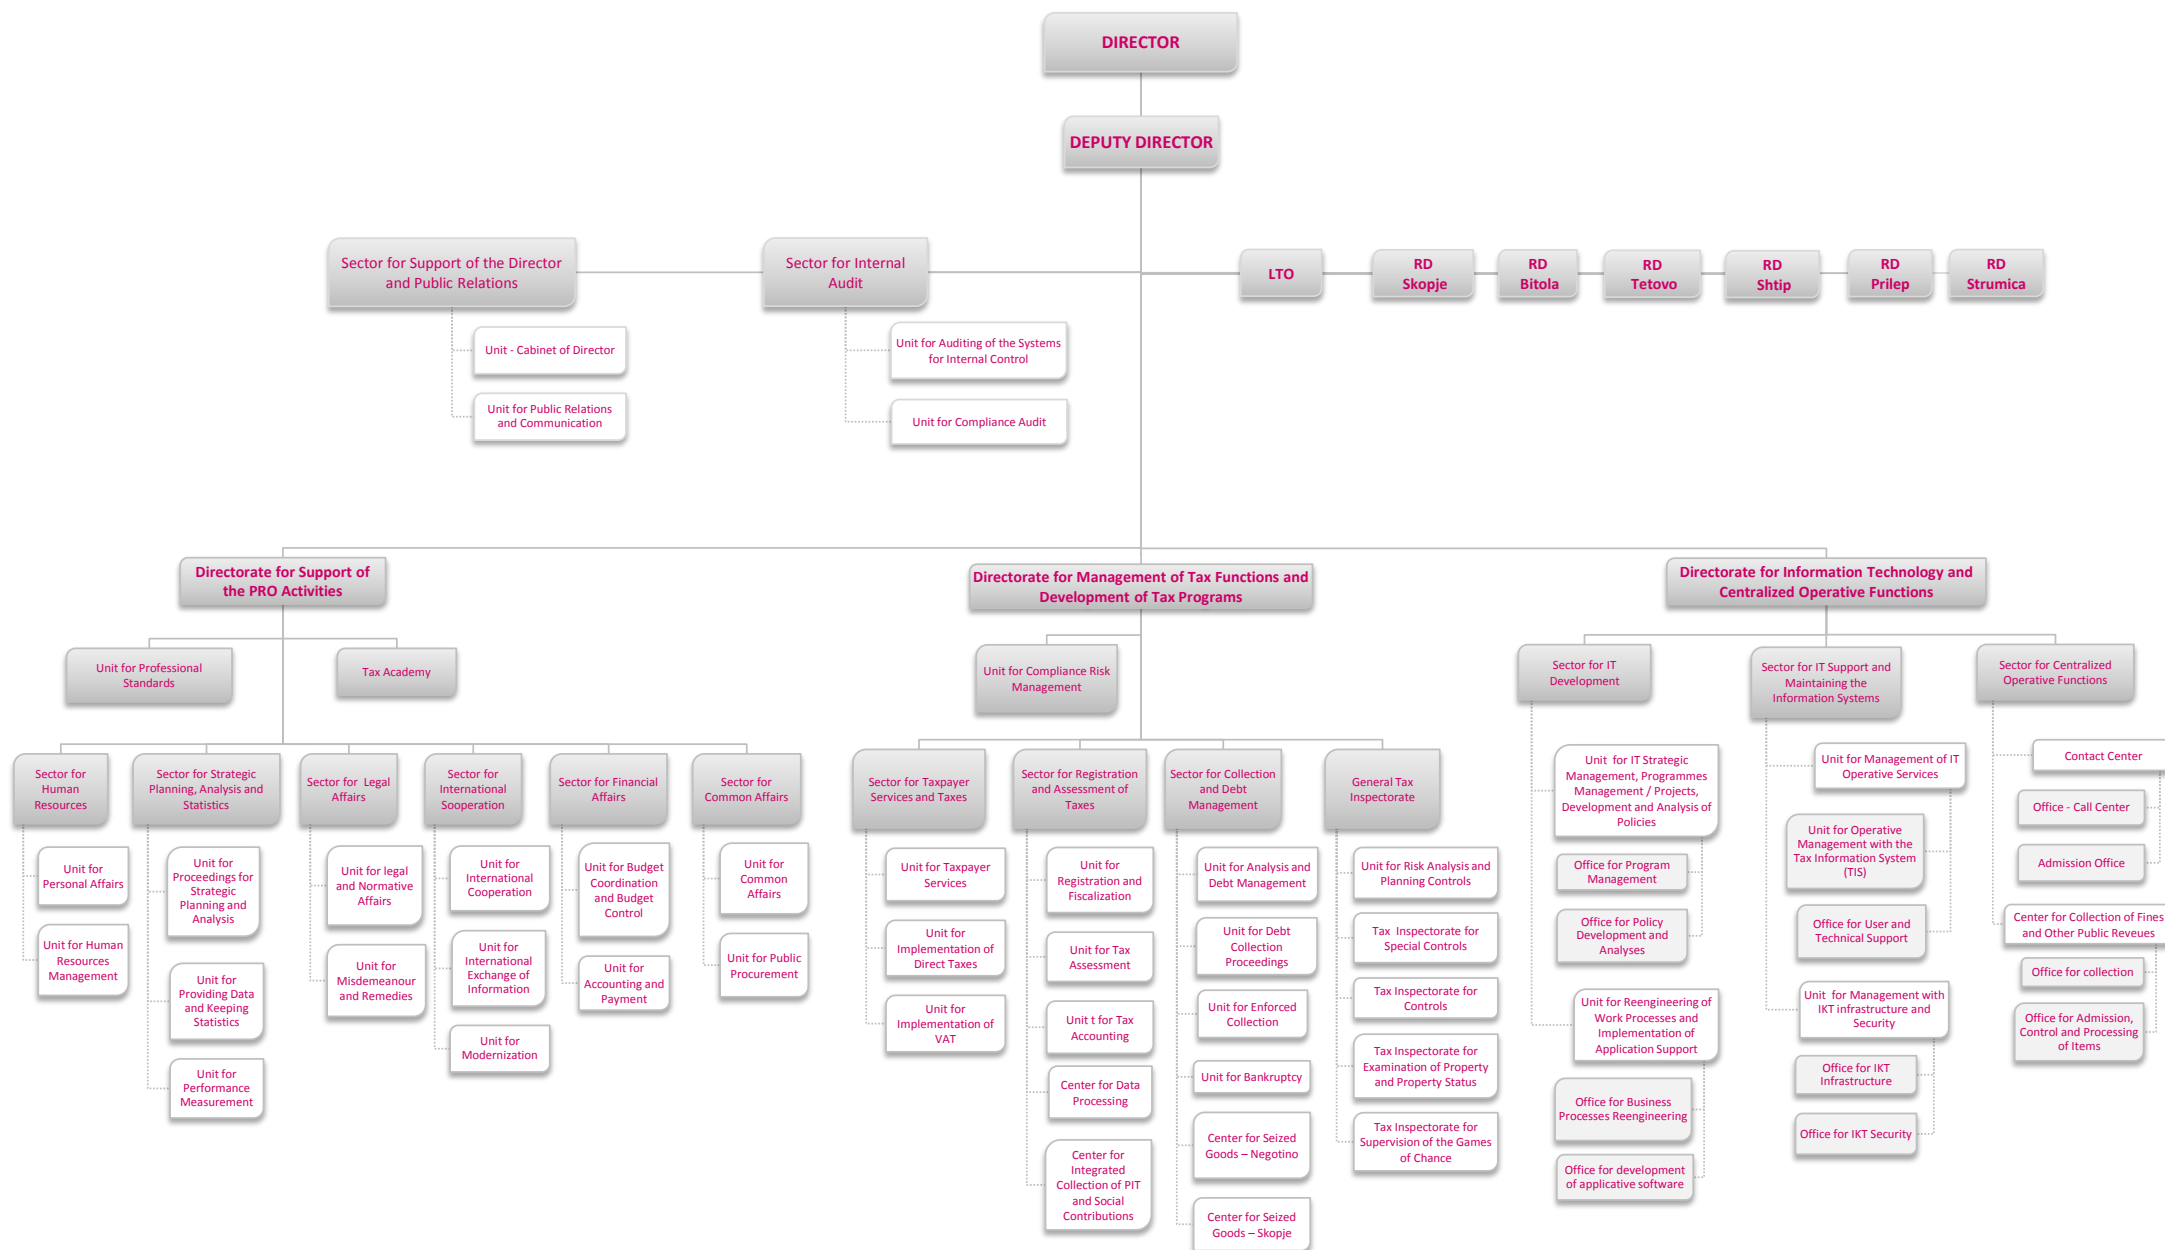 DIRECTOR
DEPUTY DIRECTOR
Sector for Support of the Director
and Public Relations
Sector for Internal
Audit
LTO
RD
Skopje
RD
Bitola
RD
Tetovo
RD
Shtip
RD
Prilep
RD
Strumica
Unit - Cabinet of Director
Unit for Public Relations
and Communication
Unit for Auditing of the Systems
for Internal Control
Unit for Compliance Audit
Directorate for Support of
the PRO Activities
Unit for Professional
Standards
Tax Academy
Sector for
Human
Resources
Unit for
Personal Affairs
Unit for Human
Resources
Management
Sector for Strategic
Planning, Analysis and
Statistics
Unit for
Proceedings for
Strategic
Planning and
Analysis
Unit for
Providing Data
and Keeping
Statistics
Unit for
Performance
Measurement
Sector for Legal
Affairs
Unit for legal
and Normative
Affairs
Unit for
Misdemeanour
and Remedies
Sector for
International
Sooperation
Unit for
International
Cooperation
Unit for
International
Exchange of
Information
Unit for
Modernization
Sector for Financial
Affairs
Unit for Budget
Coordination
and Budget
Control
Unit for
Accounting and
Payment
Sector for
Common Affairs
Unit for
Common
Affairs
Unit for Public
Procurement
Directorate for Management of Tax Functions and
Development of Tax Programs
Unit for Compliance Risk
Management
Sector for Taxpayer
Services and Taxes
Unit for Taxpayer
Services
Unit for
Implementation of
Direct Taxes
Unit for
Implementation of
VAT
Sector for Registration
and Assessment of
Taxes
Unit for
Registration and
Fiscalization
Unit for Tax
Assessment
Unit t for Tax
Accounting
Center for Data
Processing
Center for
Integrated
Collection of PIT
and Social
Contributions
Sector for Collection
and Debt
Management
Unit for Analysis and
Debt Management
Unit for Debt
Collection
Proceedings
Unit for Enforced
Collection
Unit for Bankruptcy
Center for Seized
Goods – Negotino
Center for Seized
Goods – Skopje
General Tax
Inspectorate
Unit for Risk Analysis and
Planning Controls
Tax Inspectorate for
Special Controls
Tax Inspectorate for
Controls
Tax Inspectorate for
Examination of Property
and Property Status
Tax Inspectorate for
Supervision of the Games
of Chance
Directorate for Information Technology and
Centralized Operative Functions
Sector for IT
Development
Unit for IT Strategic
Management, Programmes
Management / Projects,
Development and Analysis of
Policies
Office for Program
Management
Office for Policy
Development and
Analyses
Unit for Reengineering of
Work Processes and
Implementation of
Application Support
Office for Business
Processes Reengineering
Office for development
of applicative software
Sector for IT Support and
Maintaining the
Information Systems
Unit for Management of IT
Operative Services
Unit for Operative
Management with the
Tax Information System
(TIS)
Office for User and
Technical Support
Unit for Management with
IKT infrastructure and
Security
Office for IKT
Infrastructure
Office for IKT Security
Sector for Centralized
Operative Functions
Contact Center
Office - Call Center
Admission Office
Center for Collection of Fines
and Other Public Reveues
Office for collection
Office for Admission,
Control and Processing
of Items